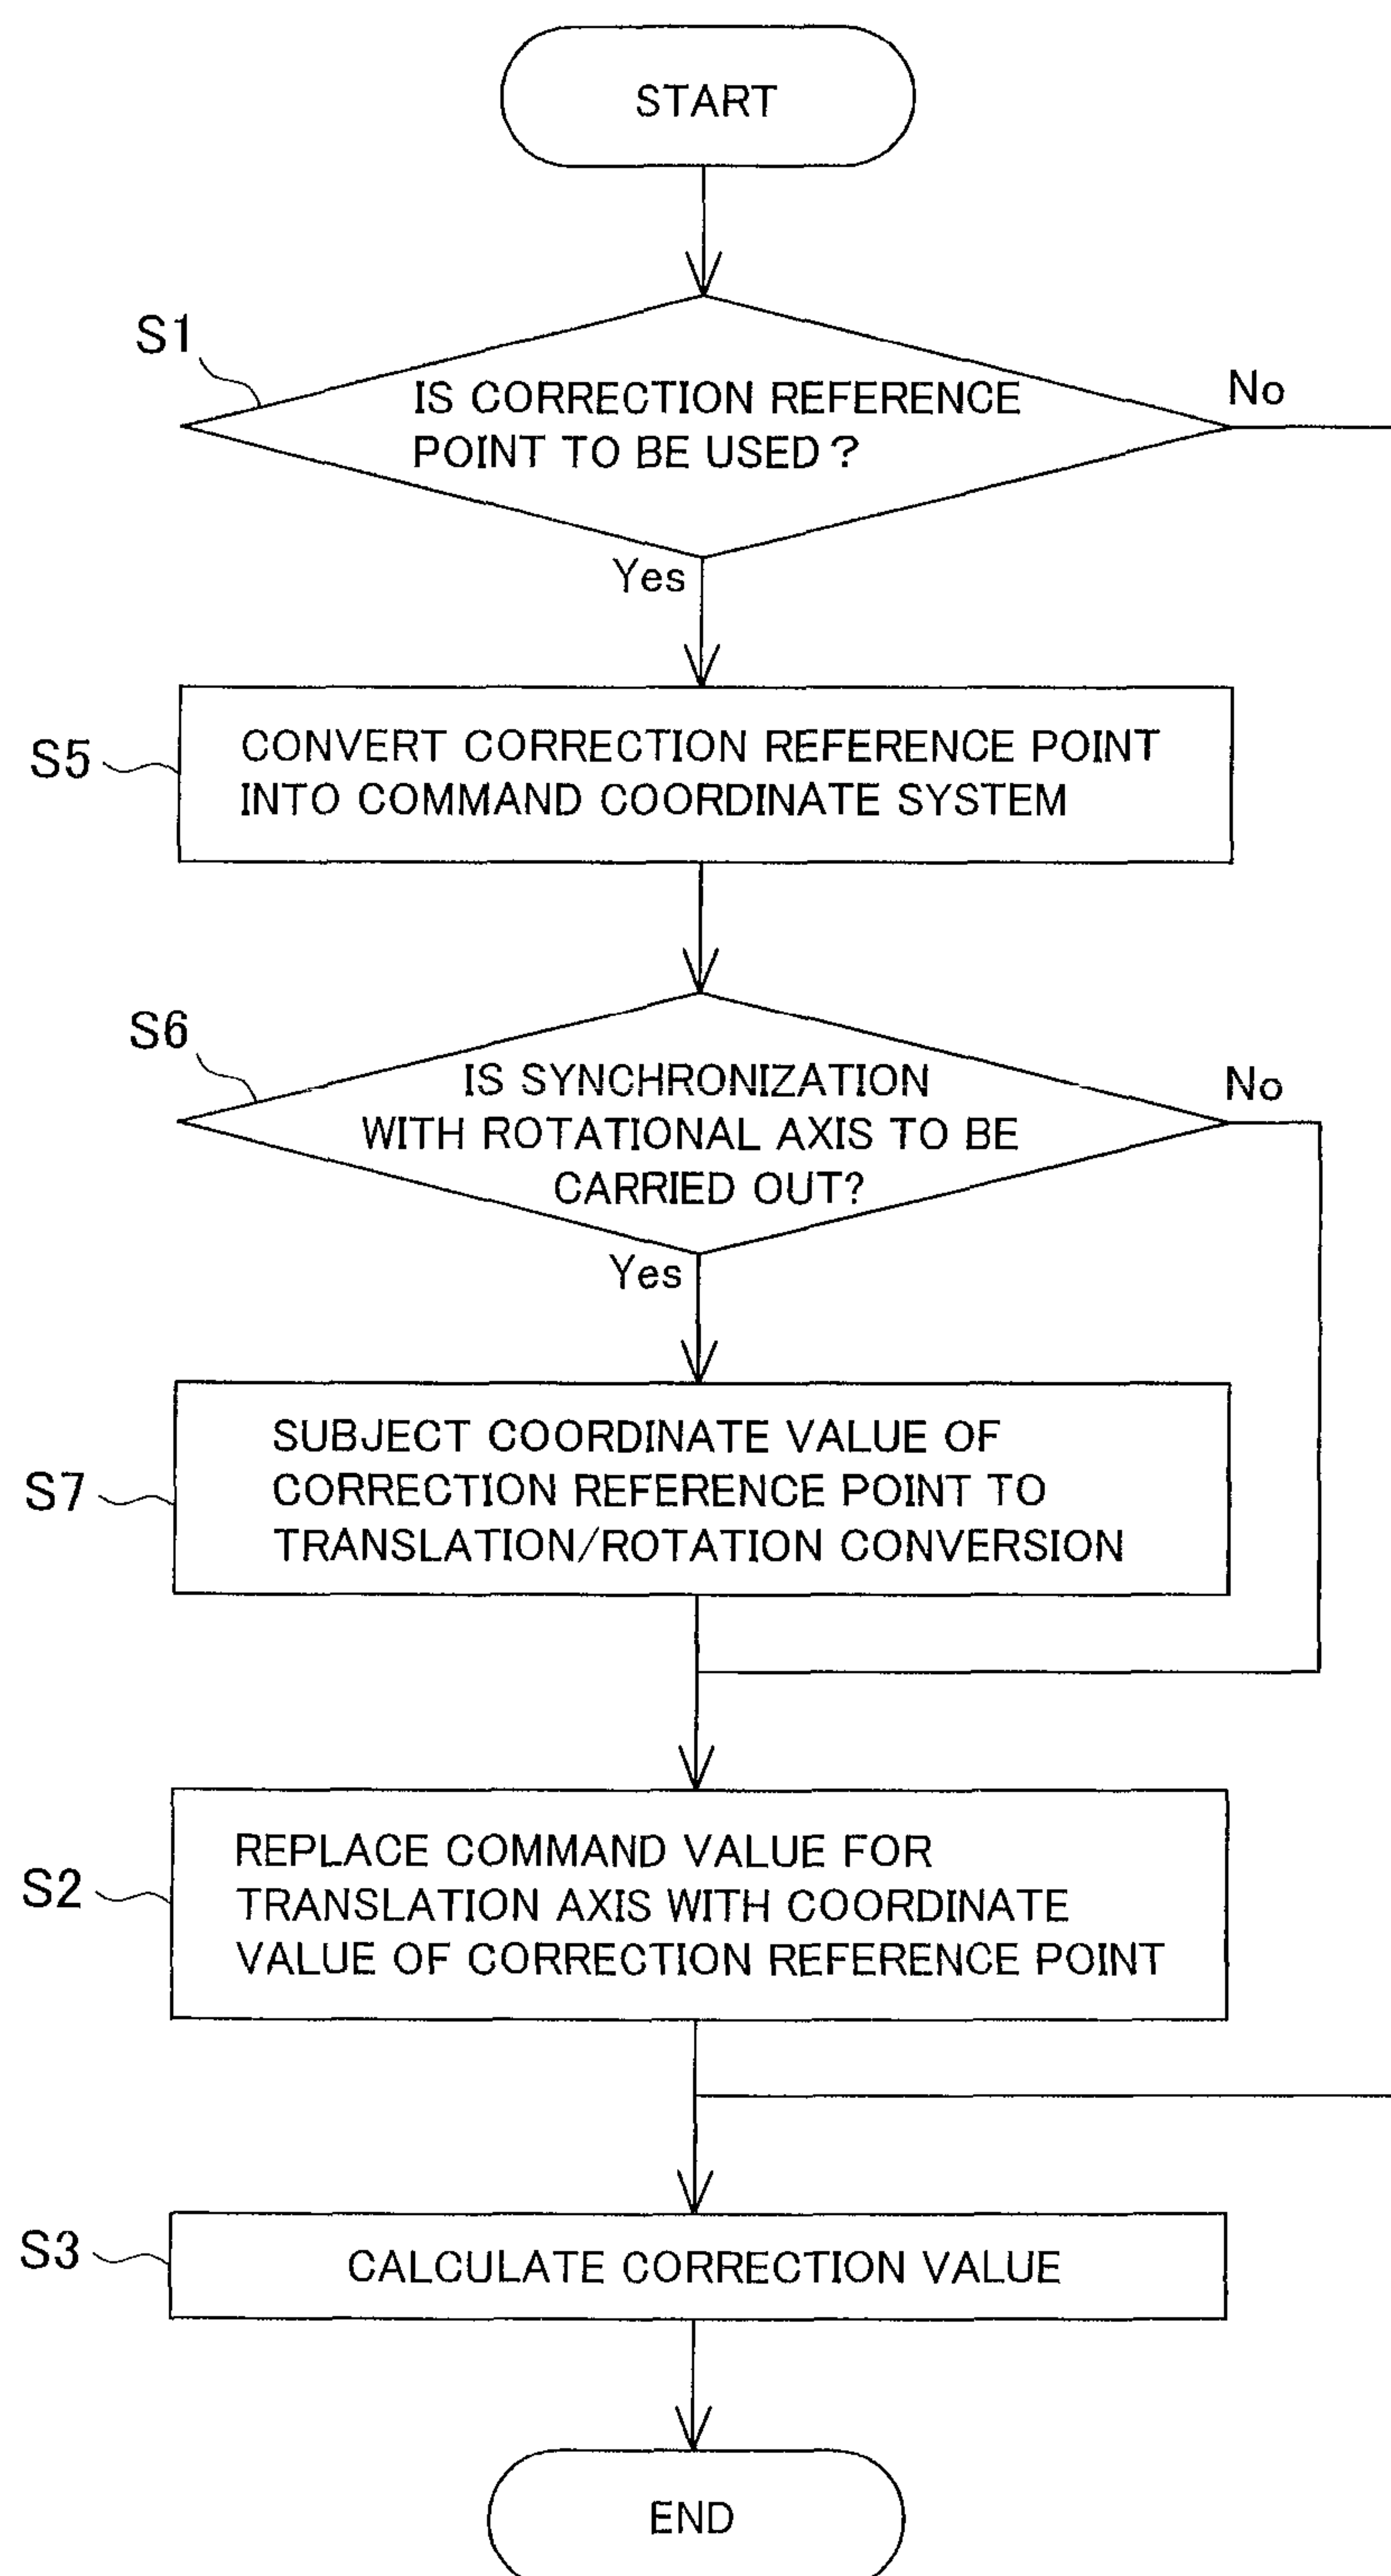 START
S1
IS CORRECTION REFERENCE
POINT TO BE USED?
No
Yes
S5
CONVERT CORRECTION REFERENCE POINT
INTO COMMAND COORDINATE SYSTEM
S6
IS SYNCHRONIZATION
WITH ROTATIONAL AXIS TO BE
CARRIED OUT?
No
Yes
S7
SUBJECT COORDINATE VALUE OF
CORRECTION REFERENCE POINT TO
TRANSLATION/ROTATION CONVERSION
S2
REPLACE COMMAND VALUE FOR
TRANSLATION AXIS WITH COORDINATE
VALUE OF CORRECTION REFERENCE POINT
S3
CALCULATE CORRECTION VALUE
END